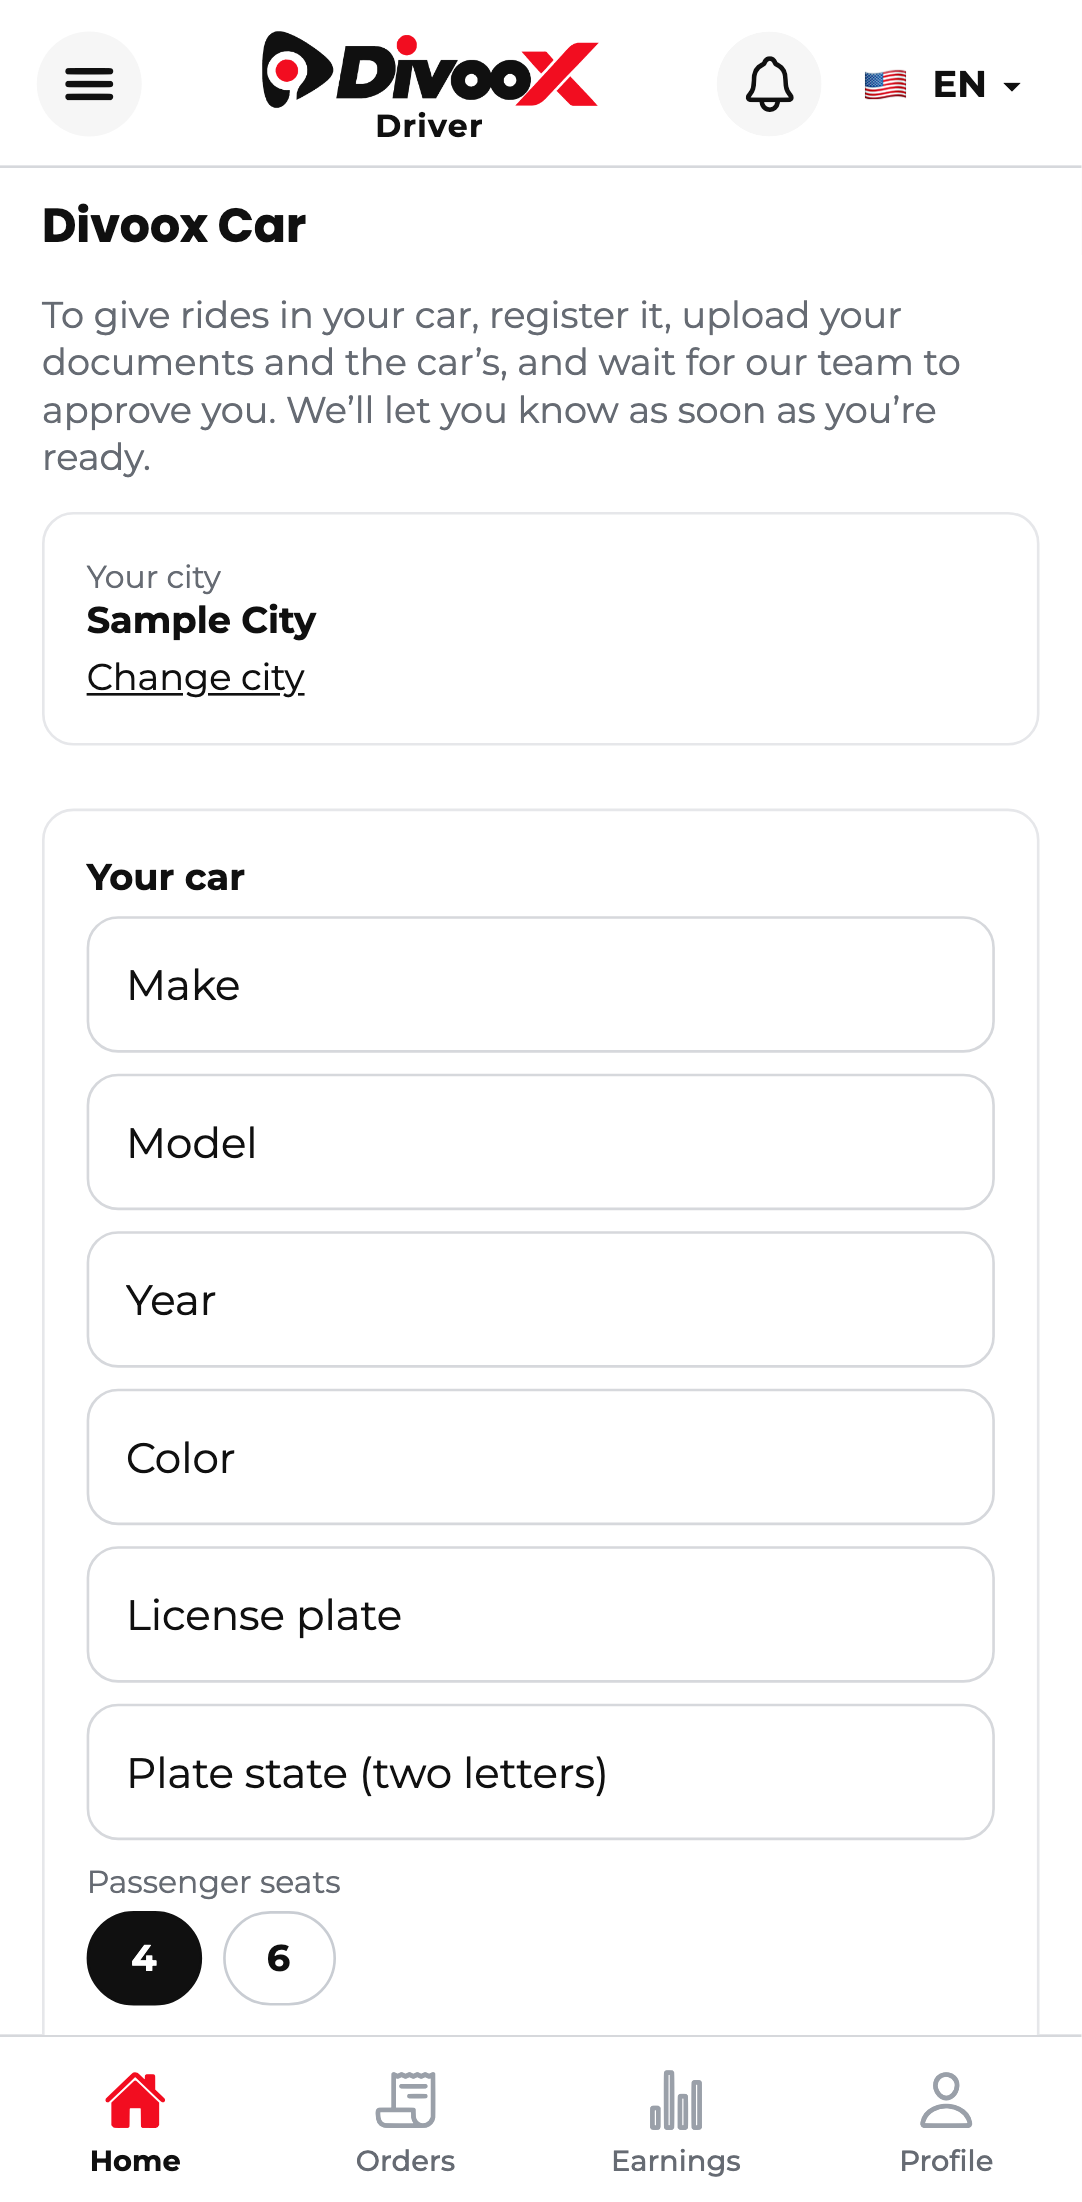 DivooX
Driver
EN
Divoox Car
To give rides in your car, register it, upload your
documents and the car’s, and wait for our team to
approve you. We’ll let you know as soon as you’re
ready.
Your city
Sample City
Change city
Your car
Make
Model
Year
Color
License plate
Plate state (two letters)
Passenger seats
4 6
Home Orders Earnings Profile